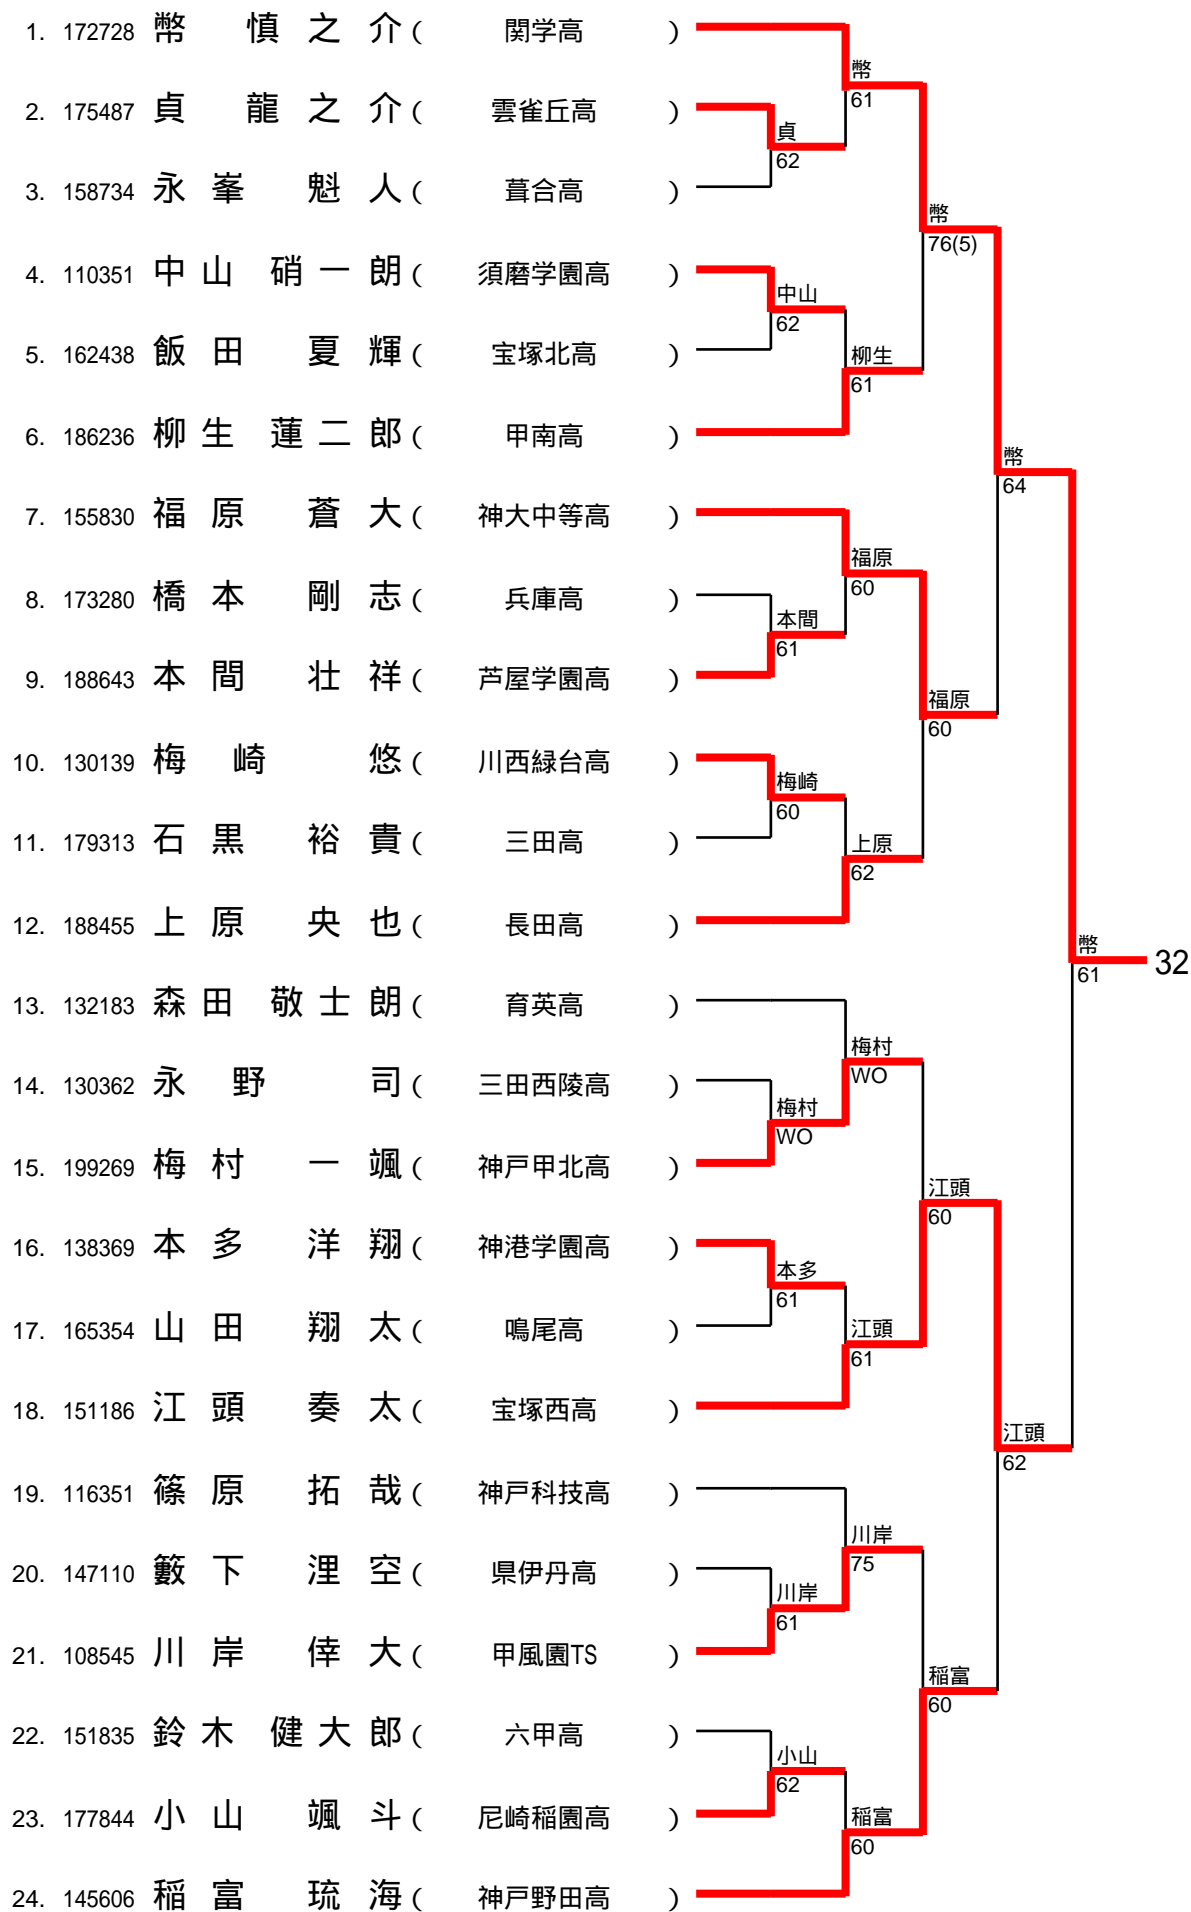 1. 172728 幣 慎之介 ( 関学高 )
幣
61
2. 175487 貞 龍之介 ( 雲雀丘高 )
貞
62
3. 158734 永峯 魁人 ( 葺合高 )
幣
76(5)
4. 110351 中山 硝一朗 ( 須磨学園高 )
中山
62
5. 162438 飯田 夏輝 ( 宝塚北高 )
柳生
61
6. 186236 柳生 蓮二郎 ( 甲南高 )
幣
64
7. 155830 福原 蒼大 ( 神大中等高 )
福原
60
8. 173280 橋本 剛志 ( 兵庫高 )
本間
61
9. 188643 本間 壮祥 ( 芦屋学園高 )
福原
60
10. 130139 梅崎 悠 ( 川西緑台高 )
梅崎
60
11. 179313 石黒 裕貴 ( 三田高 )
上原
62
12. 188455 上原 央也 ( 長田高 )
幣
61
32
13. 132183 森田 敬士朗 ( 育英高 )
梅村
WO
14. 130362 永野 司 ( 三田西陵高 )
梅村
WO
15. 199269 梅村 一颯 ( 神戸甲北高 )
江頭
60
16. 138369 本多 洋翔 ( 神港学園高 )
本多
61
17. 165354 山田 翔太 ( 鳴尾高 )
江頭
61
18. 151186 江頭 奏太 ( 宝塚西高 )
江頭
62
19. 116351 篠原 拓哉 ( 神戸科技高 )
川岸
75
20. 147110 籔下 浬空 ( 県伊丹高 )
川岸
61
21. 108545 川岸 倖大 ( 甲風園TS )
稲富
60
22. 151835 鈴木 健大郎 ( 六甲高 )
小山
62
23. 177844 小山 颯斗 ( 尼崎稲園高 )
稲富
60
24. 145606 稲富 琉海 ( 神戸野田高 )